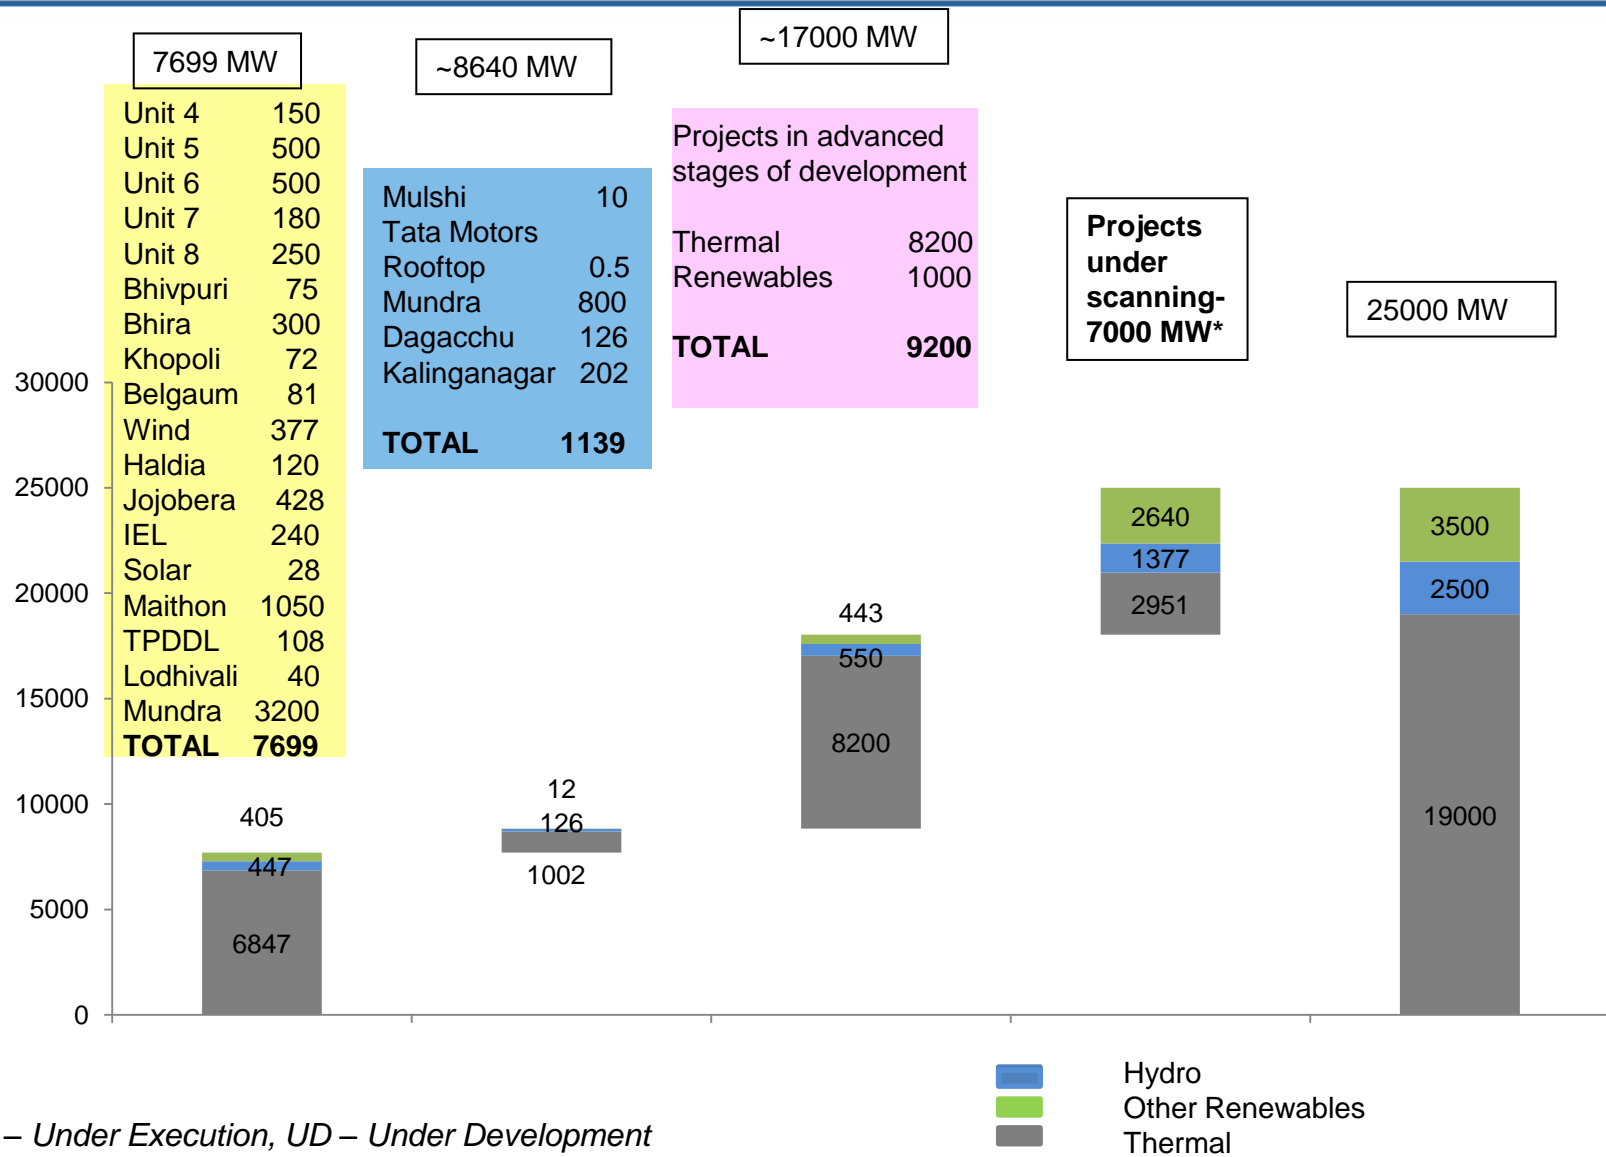 7699 MW
~8640 MW
~17000 MW
Unit 4 150
Unit 5 500
Unit 6 500
Unit 7 180
Unit 8 250
Bhivpuri 75
Bhira 300
Khopoli 72
Belgaum 81
Wind 377
Haldia 120
Jojobera 428
IEL 240
Solar 28
Maithon 1050
TPDDL 108
Lodhivali 40
Mundra 3200
TOTAL 7699
Mulshi 10
Tata Motors
Rooftop 0.5
Mundra 800
Dagacchu 126
Kalinganagar 202
TOTAL 1139
Projects in advanced
stages of development
Thermal 8200
Renewables 1000
TOTAL 9200
Projects
under
scanning-
7000 MW*
25000 MW
30000
25000
20000
15000
10000
5000
0
405
447
6847
12
126
1002
443
550
8200
2640
1377
2951
3500
2500
19000
Hydro
Other Renewables
Thermal
– Under Execution, UD – Under Development